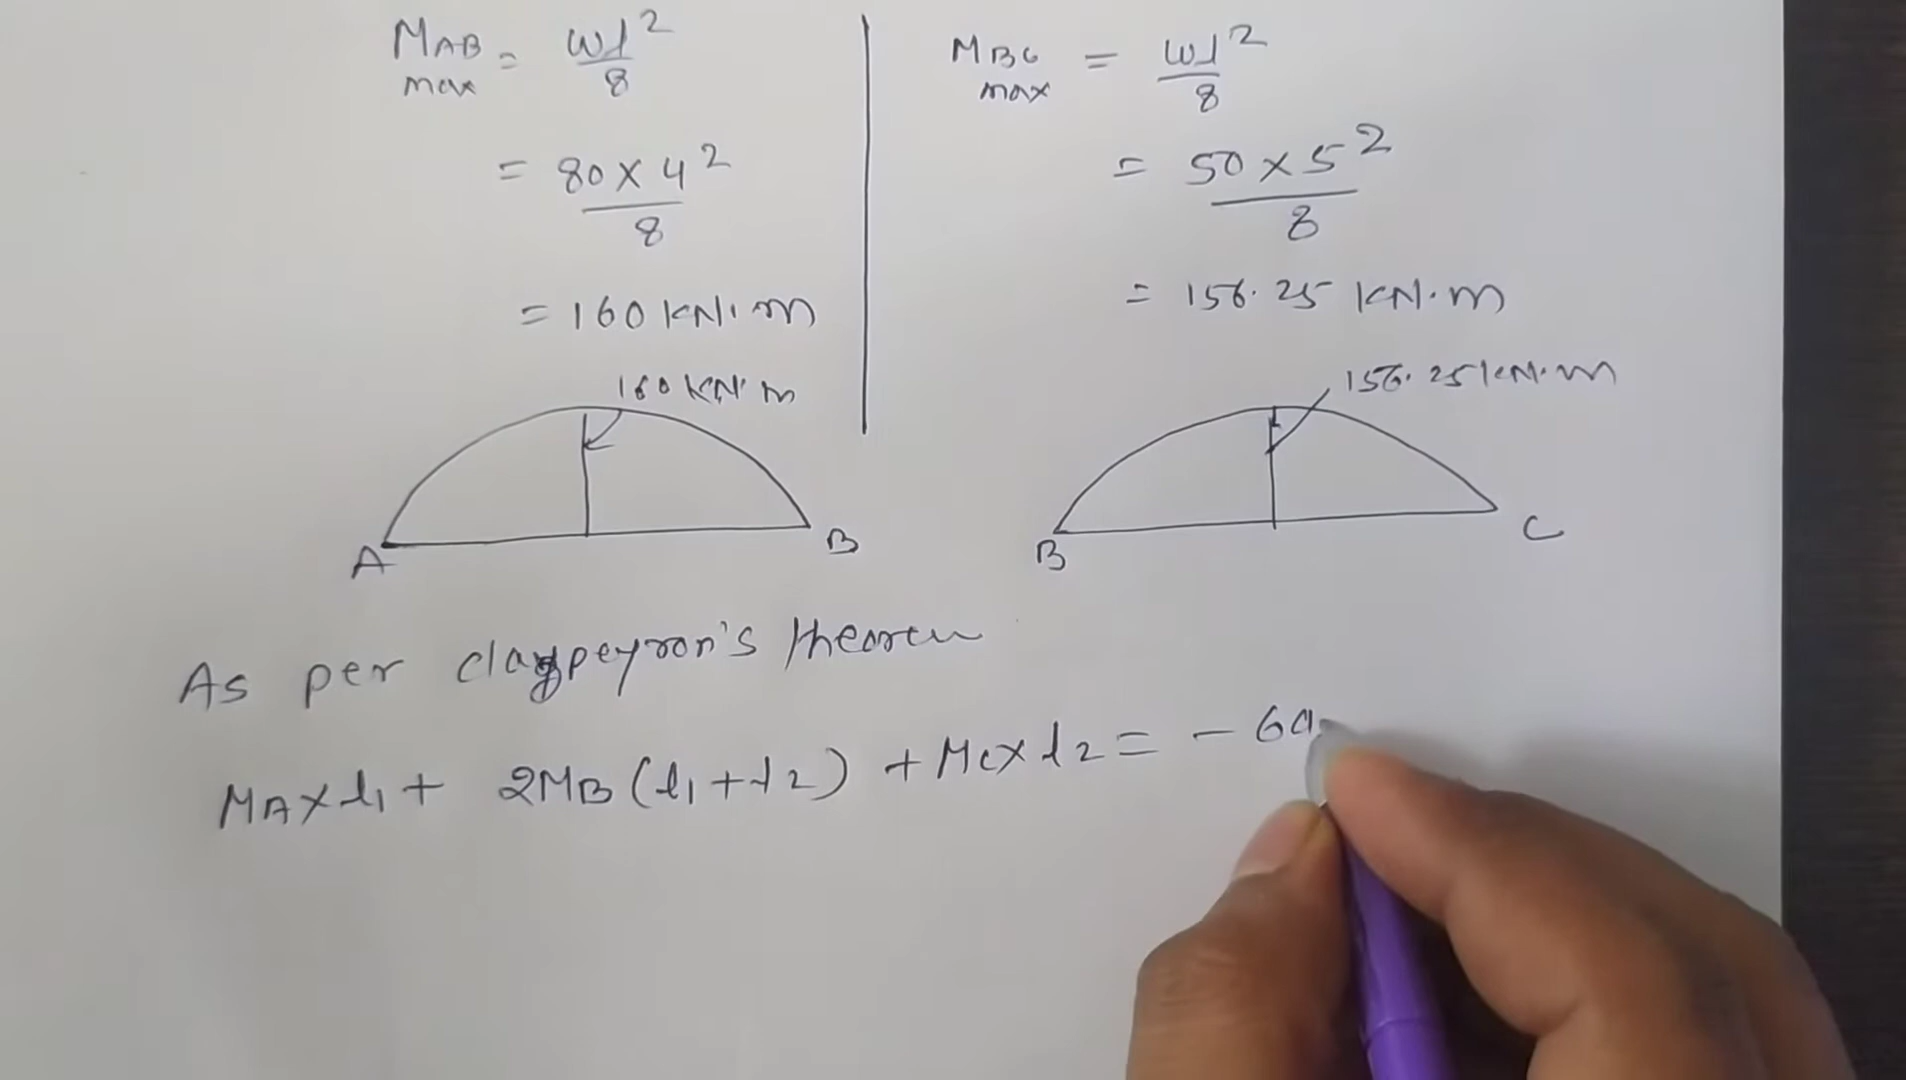 MAB max = wl²/8
= 80 x 4²/8
= 160 KN.m
160 KN.m
A B
MBC max = wl²/8
= 50 x 5²/8
= 156.25 KN.m
156.25 KN.m
B C
As per claypeyron's theorem
MA x l₁ + 2MB (l₁ + l₂) + Mc x l₂ = - 6a